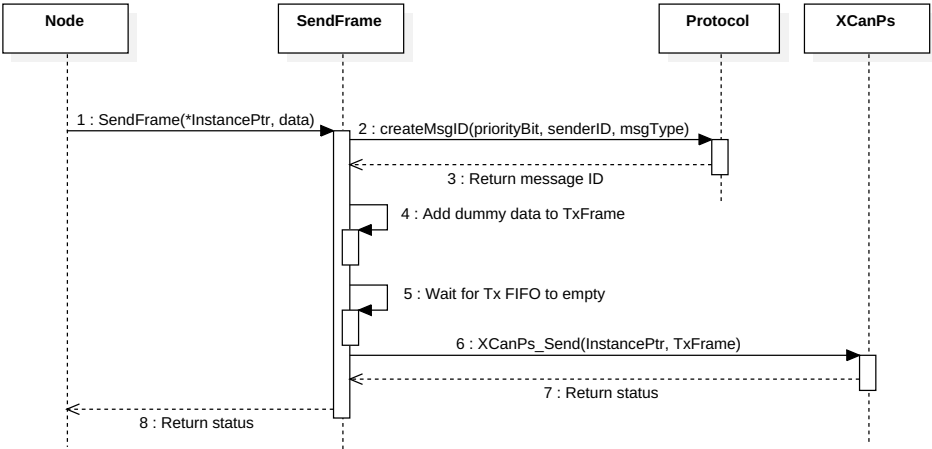 Node
SendFrame
Protocol
XCanPs
1 : SendFrame(*InstancePtr, data)
2 : createMsgID(priorityBit, senderID, msgType)
3 : Return message ID
4 : Add dummy data to TxFrame
5 : Wait for Tx FIFO to empty
6 : XCanPs_Send(InstancePtr, TxFrame)
7 : Return status
8 : Return status